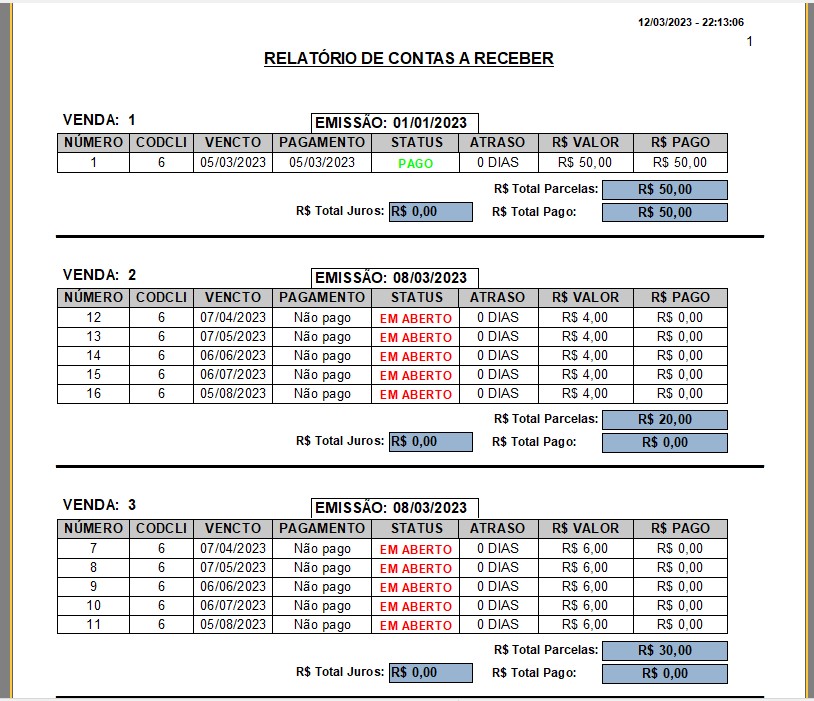 12/03/2023 - 22:13:06
1
RELATÓRIO DE CONTAS A RECEBER
VENDA: 1 EMISSÃO: 01/01/2023
NÚMERO CODCLI VENCTO PAGAMENTO STATUS ATRASO R$ VALOR R$ PAGO
1 6 05/03/2023 05/03/2023 PAGO 0 DIAS R$ 50,00 R$ 50,00
R$ Total Parcelas: R$ 50,00
R$ Total Juros: R$ 0,00 R$ Total Pago: R$ 50,00
VENDA: 2 EMISSÃO: 08/03/2023
NÚMERO CODCLI VENCTO PAGAMENTO STATUS ATRASO R$ VALOR R$ PAGO
12 6 07/04/2023 Não pago EM ABERTO 0 DIAS R$ 4,00 R$ 0,00
13 6 07/05/2023 Não pago EM ABERTO 0 DIAS R$ 4,00 R$ 0,00
14 6 06/06/2023 Não pago EM ABERTO 0 DIAS R$ 4,00 R$ 0,00
15 6 06/07/2023 Não pago EM ABERTO 0 DIAS R$ 4,00 R$ 0,00
16 6 05/08/2023 Não pago EM ABERTO 0 DIAS R$ 4,00 R$ 0,00
R$ Total Parcelas: R$ 20,00
R$ Total Juros: R$ 0,00 R$ Total Pago: R$ 0,00
VENDA: 3 EMISSÃO: 08/03/2023
NÚMERO CODCLI VENCTO PAGAMENTO STATUS ATRASO R$ VALOR R$ PAGO
7 6 07/04/2023 Não pago EM ABERTO 0 DIAS R$ 6,00 R$ 0,00
8 6 07/05/2023 Não pago EM ABERTO 0 DIAS R$ 6,00 R$ 0,00
9 6 06/06/2023 Não pago EM ABERTO 0 DIAS R$ 6,00 R$ 0,00
10 6 06/07/2023 Não pago EM ABERTO 0 DIAS R$ 6,00 R$ 0,00
11 6 05/08/2023 Não pago EM ABERTO 0 DIAS R$ 6,00 R$ 0,00
R$ Total Parcelas: R$ 30,00
R$ Total Juros: R$ 0,00 R$ Total Pago: R$ 0,00